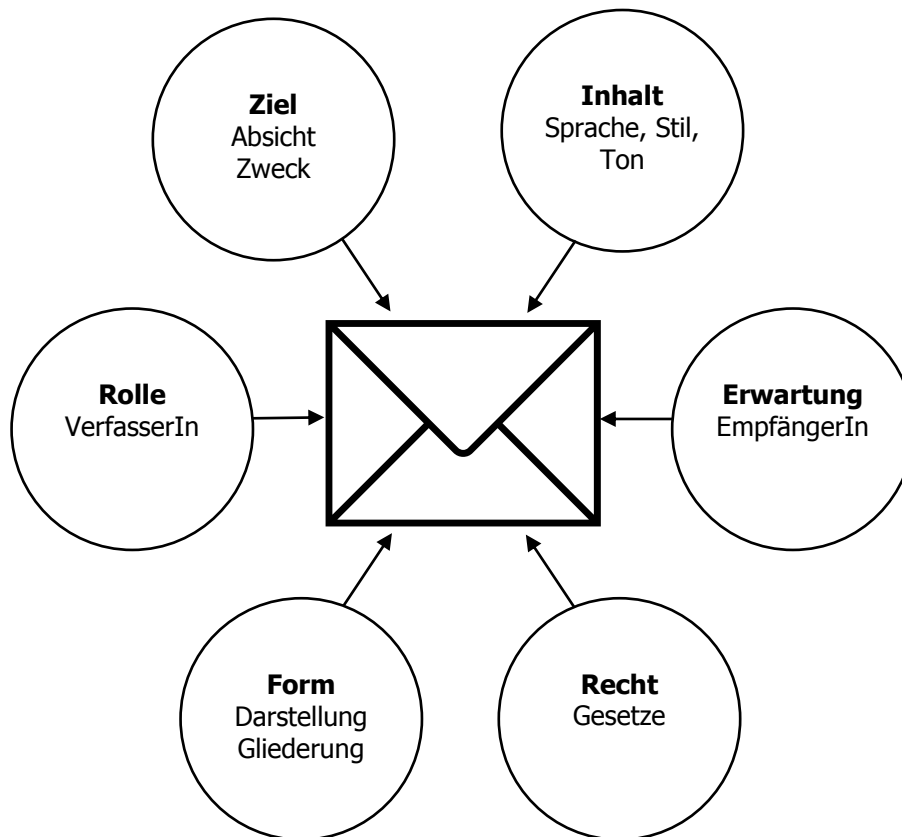 Ziel
Absicht
Zweck
Inhalt
Sprache, Stil,
Ton
Rolle
VerfasserIn
Erwartung
EmpfängerIn
Form
Darstellung
Gliederung
Recht
Gesetze